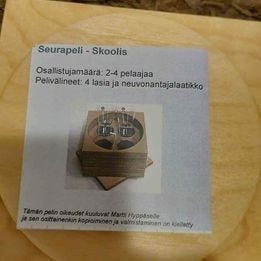 Seurapeli - Skoolis
Osallistujamäärä: 2-4 pelaajaa
Pelivälineet: 4 lasia ja neuvonantajalaatikko
Tämän pelin oikeudet kuuluvat Martti Hyppäselle
ja sen osittainenkin kopioiminen ja valmistaminen on kielletty